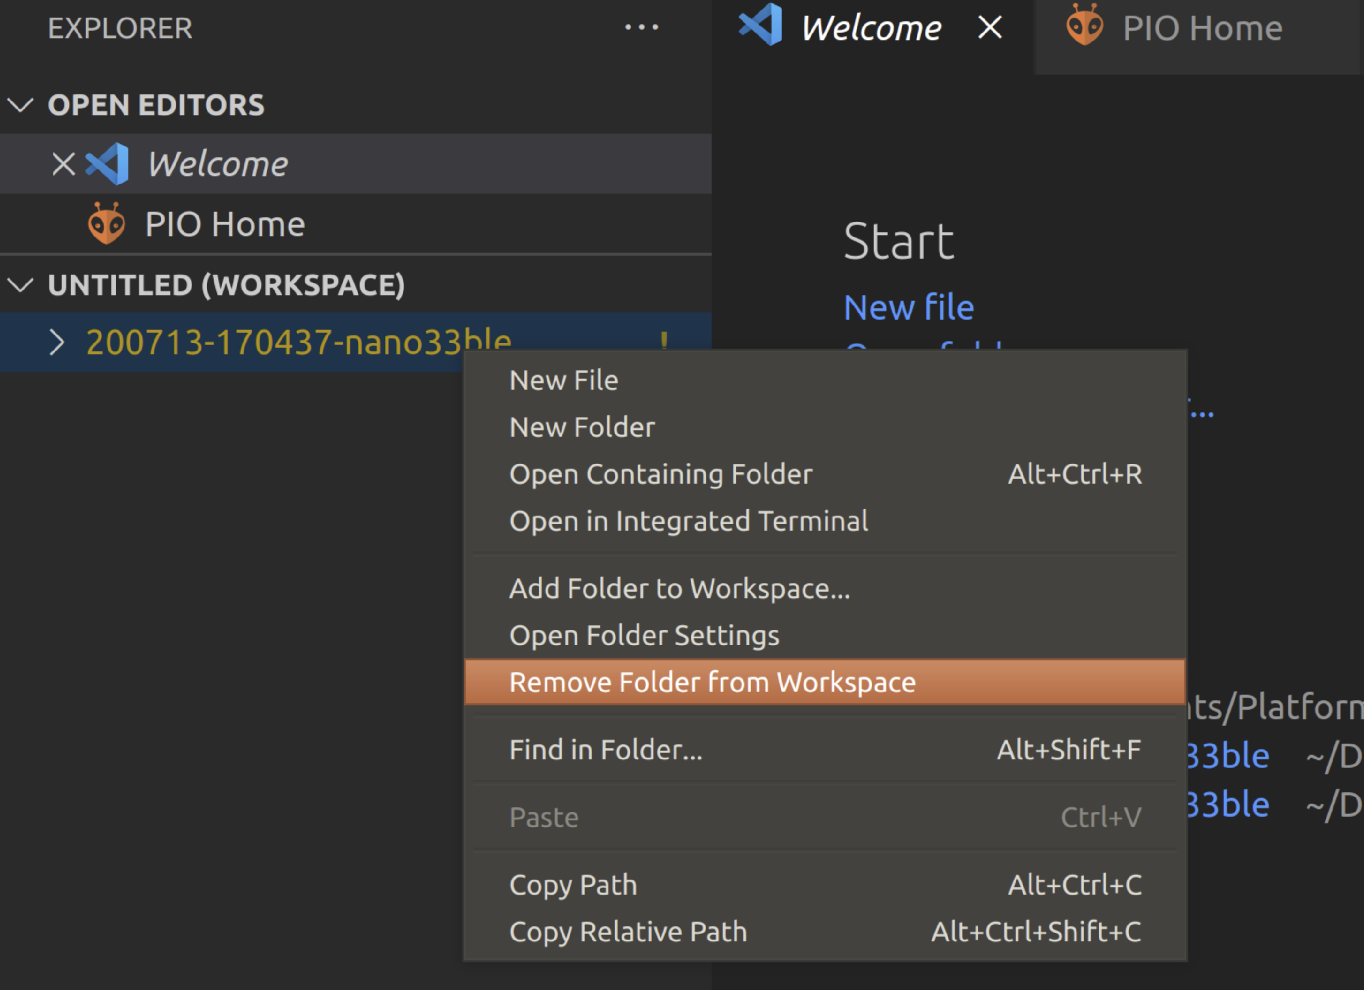 EXPLORER ...
Welcome
PIO Home
OPEN EDITORS
Welcome
PIO Home
UNTITLED (WORKSPACE)
200713-170437-nano33ble !
Start
New file
...
New File
New Folder
Open Containing Folder Alt+Ctrl+R
Open in Integrated Terminal
Add Folder to Workspace...
Open Folder Settings
Remove Folder from Workspace
Find in Folder... Alt+Shift+F
Paste Ctrl+V
Copy Path Alt+Ctrl+C
Copy Relative Path Alt+Ctrl+Shift+C
ts/Platform
33ble ~/D
33ble ~/D